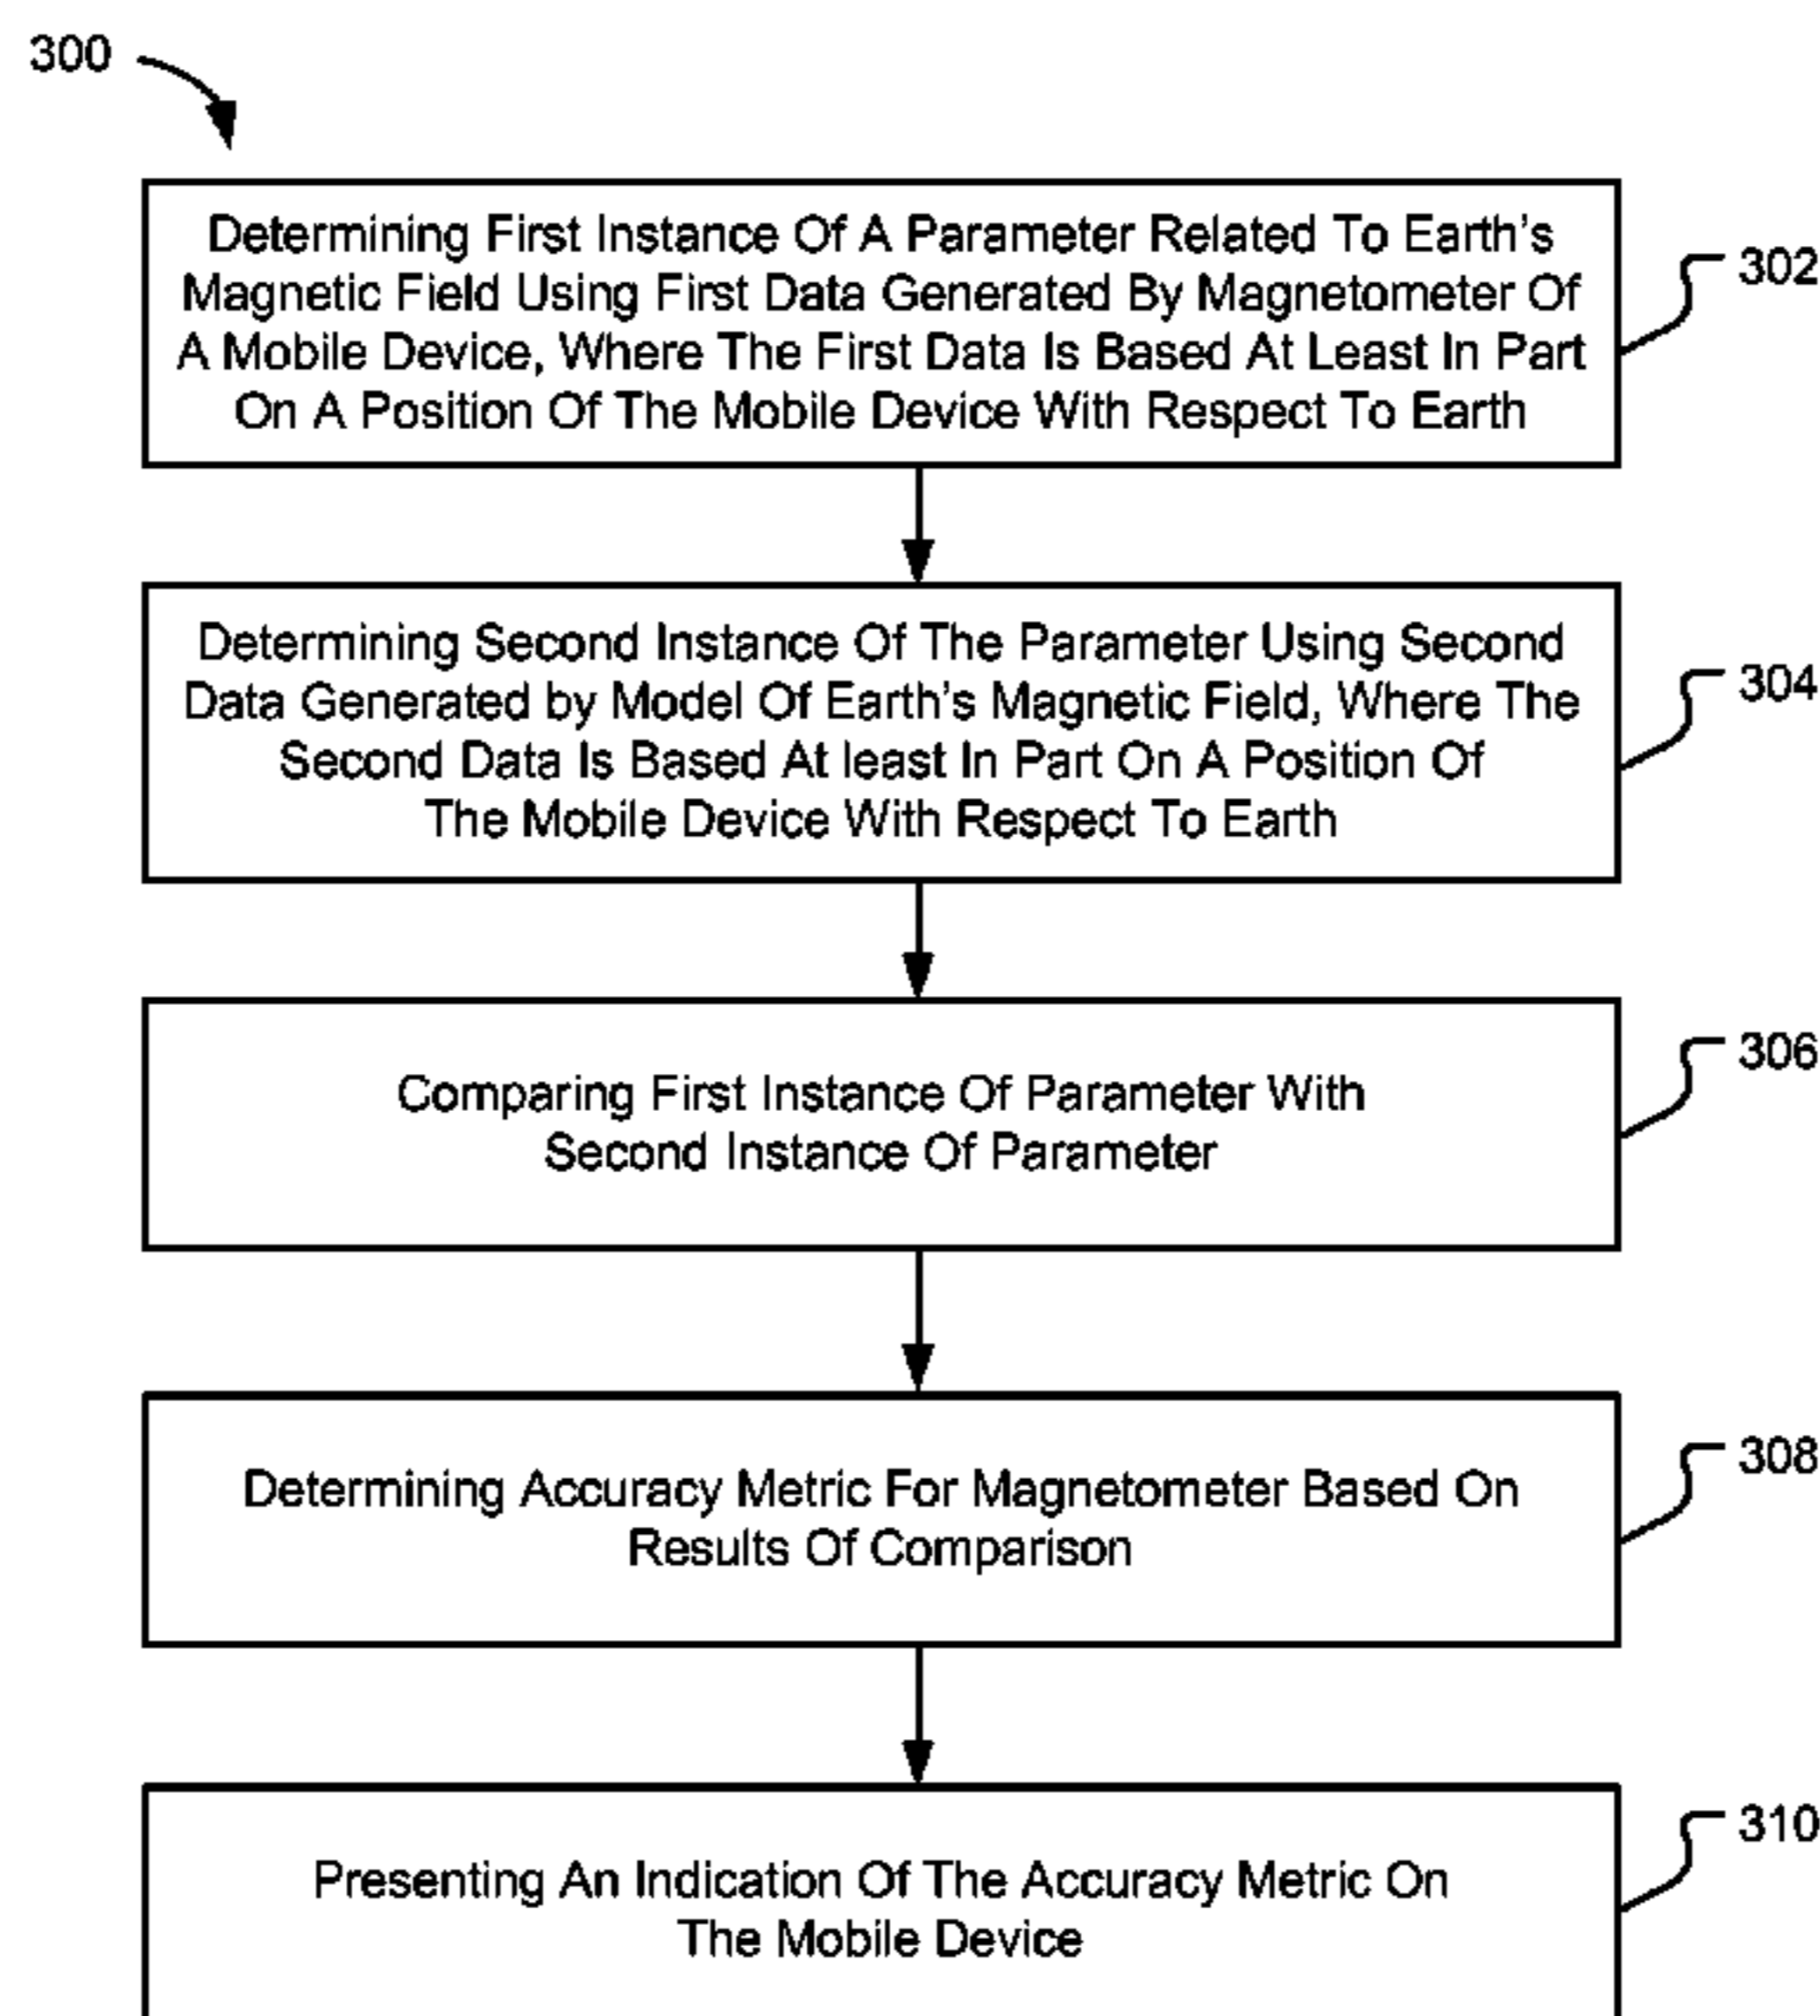 300
Determining First Instance Of A Parameter Related To Earth's
Magnetic Field Using First Data Generated By Magnetometer Of
A Mobile Device, Where The First Data Is Based At Least In Part
On A Position Of The Mobile Device With Respect To Earth
302
Determining Second Instance Of The Parameter Using Second
Data Generated by Model Of Earth's Magnetic Field, Where The
Second Data Is Based At least In Part On A Position Of
The Mobile Device With Respect To Earth
304
Comparing First Instance Of Parameter With
Second Instance Of Parameter
306
Determining Accuracy Metric For Magnetometer Based On
Results Of Comparison
308
Presenting An Indication Of The Accuracy Metric On
The Mobile Device
310